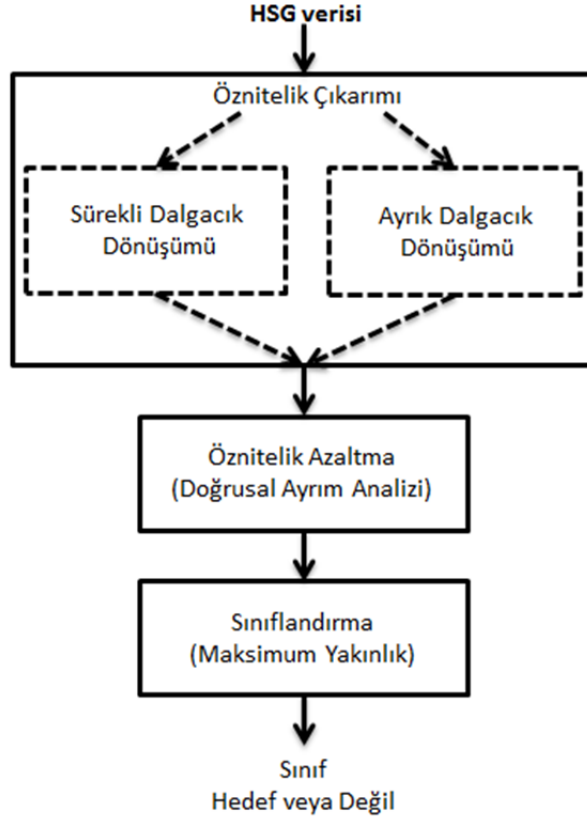 HSG verisi
Öznitelik Çıkarımı
Sürekli Dalgacık
Dönüşümü
Ayrık Dalgacık
Dönüşümü
Öznitelik Azaltma
(Doğrusal Ayrım Analizi)
Sınıflandırma
(Maksimum Yakınlık)
Sınıf
Hedef veya Değil